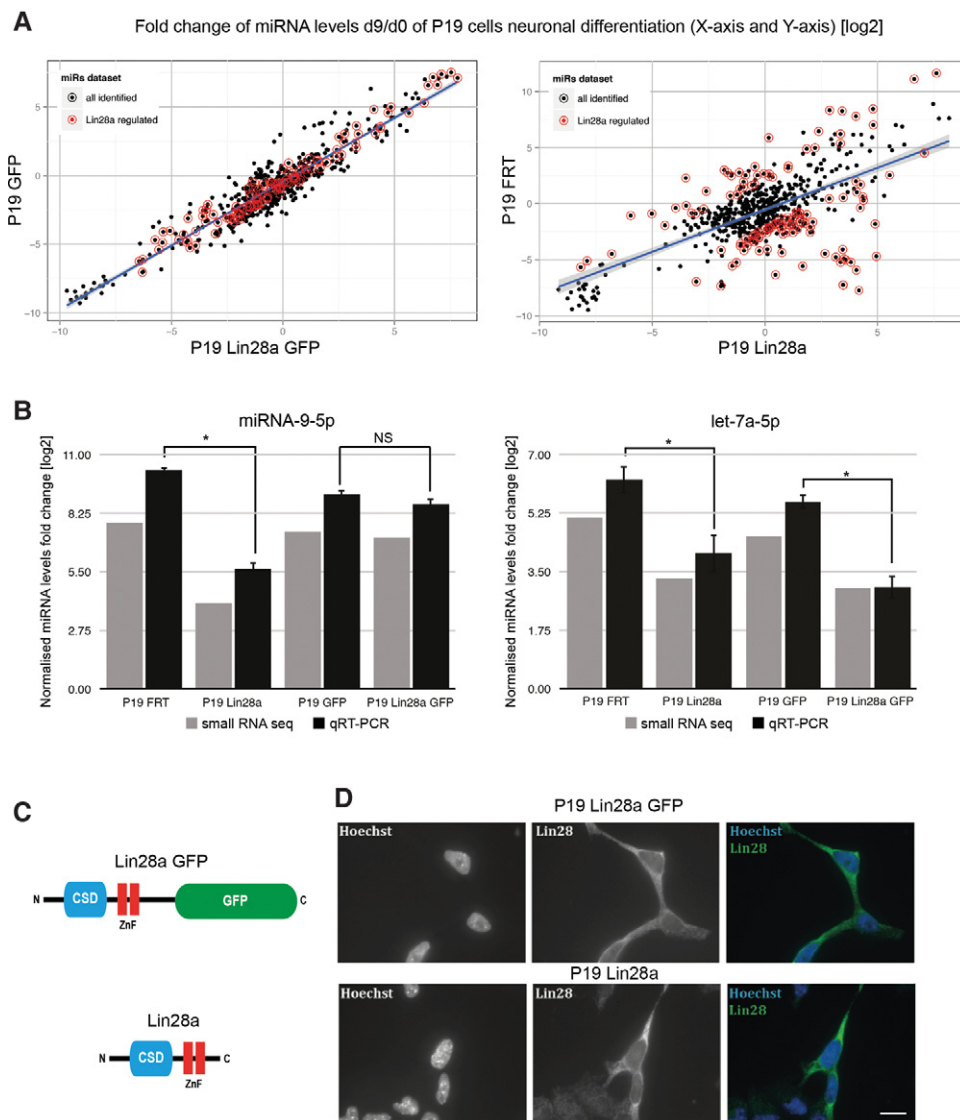 A
Fold change of miRNA levels d9/d0 of P19 cells neuronal differentiation (X-axis and Y-axis) [log2]
miRs dataset
all identified
Lin28a regulated
5
0
−5
−10
P19 GFP
−10
−5
0
5
P19 Lin28a GFP
miRs dataset
all identified
Lin28a regulated
10
5
0
−5
−10
P19 FRT
−10
−5
0
5
P19 Lin28a
B
miRNA-9-5p
Normalised miRNA levels fold change [log2]
11.00
8.25
5.50
2.75
0.00
*
NS
P19 FRT
P19 Lin28a
P19 GFP
P19 Lin28a GFP
small RNA seq
qRT-PCR
let-7a-5p
Normalised miRNA levels fold change [log2]
7.00
5.25
3.50
1.75
0.00
*
*
P19 FRT
P19 Lin28a
P19 GFP
P19 Lin28a GFP
small RNA seq
qRT-PCR
C
Lin28a GFP
N
CSD
ZnF
GFP
C
Lin28a
N
CSD
ZnF
C
D
P19 Lin28a GFP
Hoechst
Lin28
Hoechst
Lin28
P19 Lin28a
Hoechst
Lin28
Hoechst
Lin28